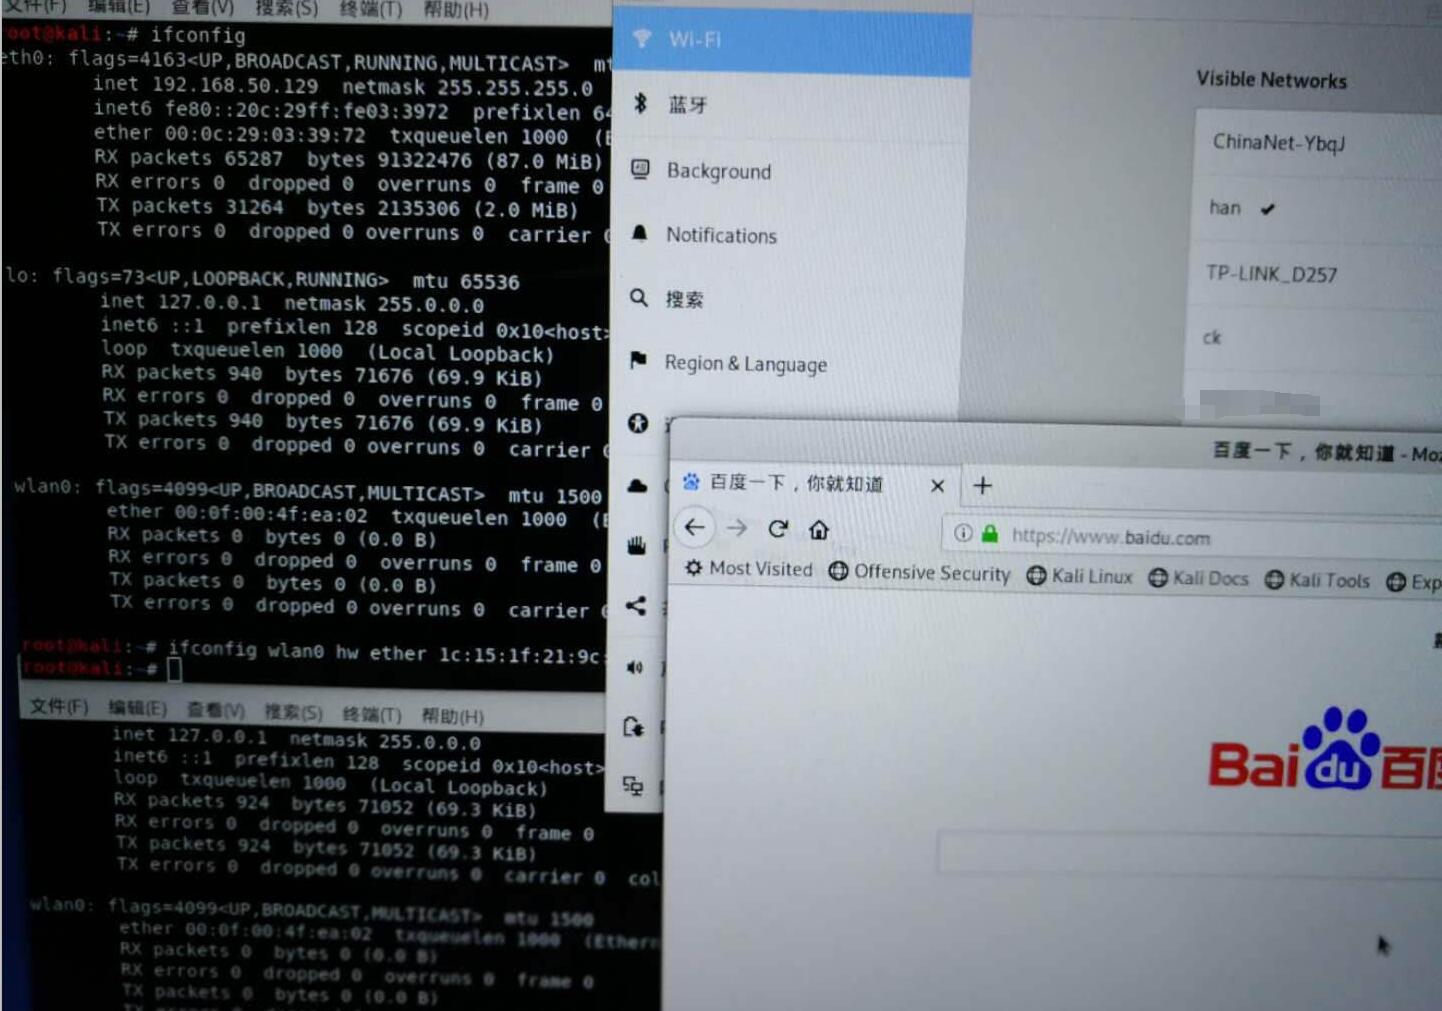 文件(F) 编辑(E) 查看(V) 搜索(S) 终端(T) 帮助(H)
root@kali:~# ifconfig
eth0: flags=4163<UP,BROADCAST,RUNNING,MULTICAST> mt
inet 192.168.50.129 netmask 255.255.255.0
inet6 fe80::20c:29ff:fe03:3972 prefixlen 64
ether 00:0c:29:03:39:72 txqueuelen 1000 (E
RX packets 65287 bytes 91322476 (87.0 MiB)
RX errors 0 dropped 0 overruns 0 frame 0
TX packets 31264 bytes 2135306 (2.0 MiB)
TX errors 0 dropped 0 overruns 0 carrier 0
lo: flags=73<UP,LOOPBACK,RUNNING> mtu 65536
inet 127.0.0.1 netmask 255.0.0.0
inet6 ::1 prefixlen 128 scopeid 0x10<host>
loop txqueuelen 1000 (Local Loopback)
RX packets 940 bytes 71676 (69.9 KiB)
RX errors 0 dropped 0 overruns 0 frame 0
TX packets 940 bytes 71676 (69.9 KiB)
TX errors 0 dropped 0 overruns 0 carrier 0
wlan0: flags=4099<UP,BROADCAST,MULTICAST> mtu 1500
ether 00:0f:00:4f:ea:02 txqueuelen 1000 (E
RX packets 0 bytes 0 (0.0 B)
RX errors 0 dropped 0 overruns 0 frame 0
TX packets 0 bytes 0 (0.0 B)
TX errors 0 dropped 0 overruns 0 carrier 0
root@kali:~# ifconfig wlan0 hw ether 1c:15:1f:21:9c:
root@kali:~#
文件(F) 编辑(E) 查看(V) 搜索(S) 终端(T) 帮助(H)
inet 127.0.0.1 netmask 255.0.0.0
inet6 ::1 prefixlen 128 scopeid 0x10<host>
loop txqueuelen 1000 (Local Loopback)
RX packets 924 bytes 71052 (69.3 KiB)
RX errors 0 dropped 0 overruns 0 frame 0
TX packets 924 bytes 71052 (69.3 KiB)
TX errors 0 dropped 0 overruns 0 carrier 0 col
wlan0: flags=4099<UP,BROADCAST,MULTICAST> mtu 1500
ether 00:0f:00:4f:ea:02 txqueuelen 1000 (Ethern
RX packets 0 bytes 0 (0.0 B)
RX errors 0 dropped 0 overruns 0 frame 0
TX packets 0 bytes 0 (0.0 B)
Wi-Fi
蓝牙
Background
Notifications
搜索
Region & Language
Visible Networks
ChinaNet-YbqJ
han
TP-LINK_D257
ck
百度一下，你就知道 - Moz
百度一下，你就知道
https://www.baidu.com
Most Visited Offensive Security Kali Linux Kali Docs Kali Tools Exp
Bai du 百度